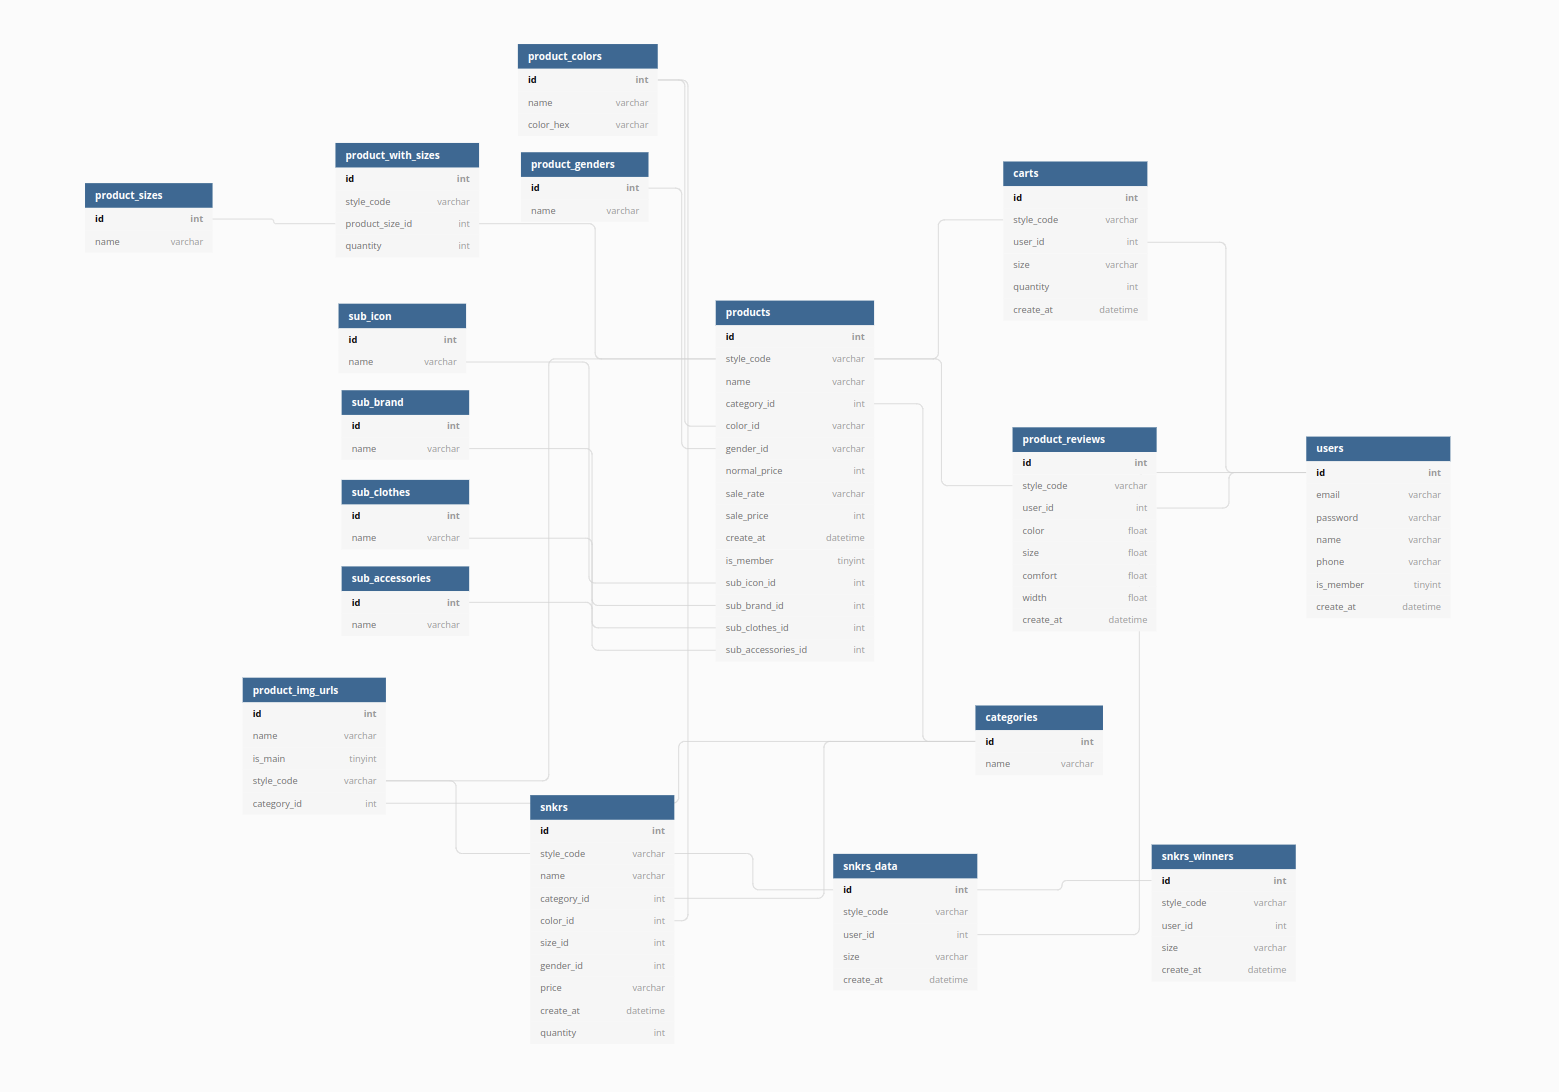 product_colors
id int
name varchar
color_hex varchar
product_with_sizes
id int
style_code varchar
product_size_id int
quantity int
product_genders
id int
name varchar
carts
id int
style_code varchar
user_id int
size varchar
quantity int
create_at datetime
product_sizes
id int
name varchar
sub_icon
id int
name varchar
products
id int
style_code varchar
name varchar
category_id int
color_id varchar
gender_id varchar
normal_price int
sale_rate varchar
sale_price int
create_at datetime
is_member tinyint
sub_icon_id int
sub_brand_id int
sub_clothes_id int
sub_accessories_id int
sub_brand
id int
name varchar
product_reviews
id int
style_code varchar
user_id int
color float
size float
comfort float
width float
create_at datetime
users
id int
email varchar
password varchar
name varchar
phone varchar
is_member tinyint
create_at datetime
sub_clothes
id int
name varchar
sub_accessories
id int
name varchar
product_img_urls
id int
name varchar
is_main tinyint
style_code varchar
category_id int
categories
id int
name varchar
snkrs
id int
style_code varchar
name varchar
category_id int
color_id int
size_id int
gender_id int
price varchar
create_at datetime
quantity int
snkrs_data
id int
style_code varchar
user_id int
size varchar
create_at datetime
snkrs_winners
id int
style_code varchar
user_id int
size varchar
create_at datetime